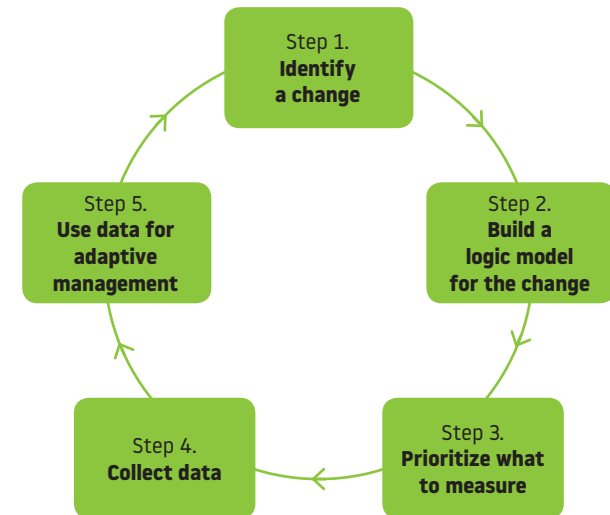 Step 1.
Identify
a change
Step 2.
Build a
logic model
for the change
Step 3.
Prioritize what
to measure
Step 4.
Collect data
Step 5.
Use data for
adaptive
management